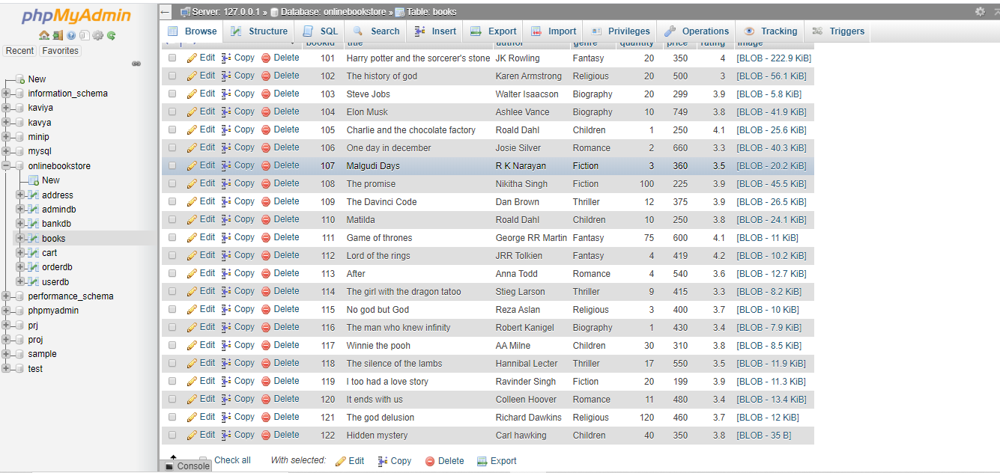 phpMyAdmin
Recent Favorites
New
information_schema
kaviya
kavya
minip
mysql
onlinebookstore
New
address
admindb
bankdb
books
cart
orderdb
userdb
performance_schema
phpmyadmin
prj
proj
sample
test
Server: 127.0.0.1 » Database: onlinebookstore » Table: books
Browse Structure SQL Search Insert Export Import Privileges Operations Tracking Triggers
bookid title author genre quantity price rating image
Edit Copy Delete 101 Harry potter and the sorcerer's stone JK Rowling Fantasy 20 350 4 [BLOB - 222.9 KiB]
Edit Copy Delete 102 The history of god Karen Armstrong Religious 20 500 3 [BLOB - 56.1 KiB]
Edit Copy Delete 103 Steve Jobs Walter Isaacson Biography 20 299 3.9 [BLOB - 5.8 KiB]
Edit Copy Delete 104 Elon Musk Ashlee Vance Biography 10 749 3.8 [BLOB - 41.9 KiB]
Edit Copy Delete 105 Charlie and the chocolate factory Roald Dahl Children 1 250 4.1 [BLOB - 25.6 KiB]
Edit Copy Delete 106 One day in december Josie Silver Romance 2 660 3.3 [BLOB - 40.3 KiB]
Edit Copy Delete 107 Malgudi Days R K Narayan Fiction 3 360 3.5 [BLOB - 20.2 KiB]
Edit Copy Delete 108 The promise Nikitha Singh Fiction 100 225 3.9 [BLOB - 45.5 KiB]
Edit Copy Delete 109 The Davinci Code Dan Brown Thriller 12 375 3.9 [BLOB - 26.5 KiB]
Edit Copy Delete 110 Matilda Roald Dahl Children 10 250 3.8 [BLOB - 24.1 KiB]
Edit Copy Delete 111 Game of thrones George RR Martin Fantasy 75 600 4.1 [BLOB - 11 KiB]
Edit Copy Delete 112 Lord of the rings JRR Tolkien Fantasy 4 419 4.2 [BLOB - 10.2 KiB]
Edit Copy Delete 113 After Anna Todd Romance 4 540 3.6 [BLOB - 12.7 KiB]
Edit Copy Delete 114 The girl with the dragon tatoo Stieg Larson Thriller 9 415 3.3 [BLOB - 8.2 KiB]
Edit Copy Delete 115 No god but God Reza Aslan Religious 3 400 3.7 [BLOB - 10 KiB]
Edit Copy Delete 116 The man who knew infinity Robert Kanigel Biography 1 430 3.4 [BLOB - 7.9 KiB]
Edit Copy Delete 117 Winnie the pooh AA Milne Children 30 310 3.8 [BLOB - 8.5 KiB]
Edit Copy Delete 118 The silence of the lambs Hannibal Lecter Thriller 17 550 3.5 [BLOB - 11.9 KiB]
Edit Copy Delete 119 I too had a love story Ravinder Singh Fiction 20 199 3.9 [BLOB - 11.3 KiB]
Edit Copy Delete 120 It ends with us Colleen Hoover Romance 11 480 3.4 [BLOB - 13.4 KiB]
Edit Copy Delete 121 The god delusion Richard Dawkins Religious 120 460 3.7 [BLOB - 12 KiB]
Edit Copy Delete 122 Hidden mystery Carl hawking Children 40 350 3.8 [BLOB - 35 B]
Check all With selected: Edit Copy Delete Export
Console